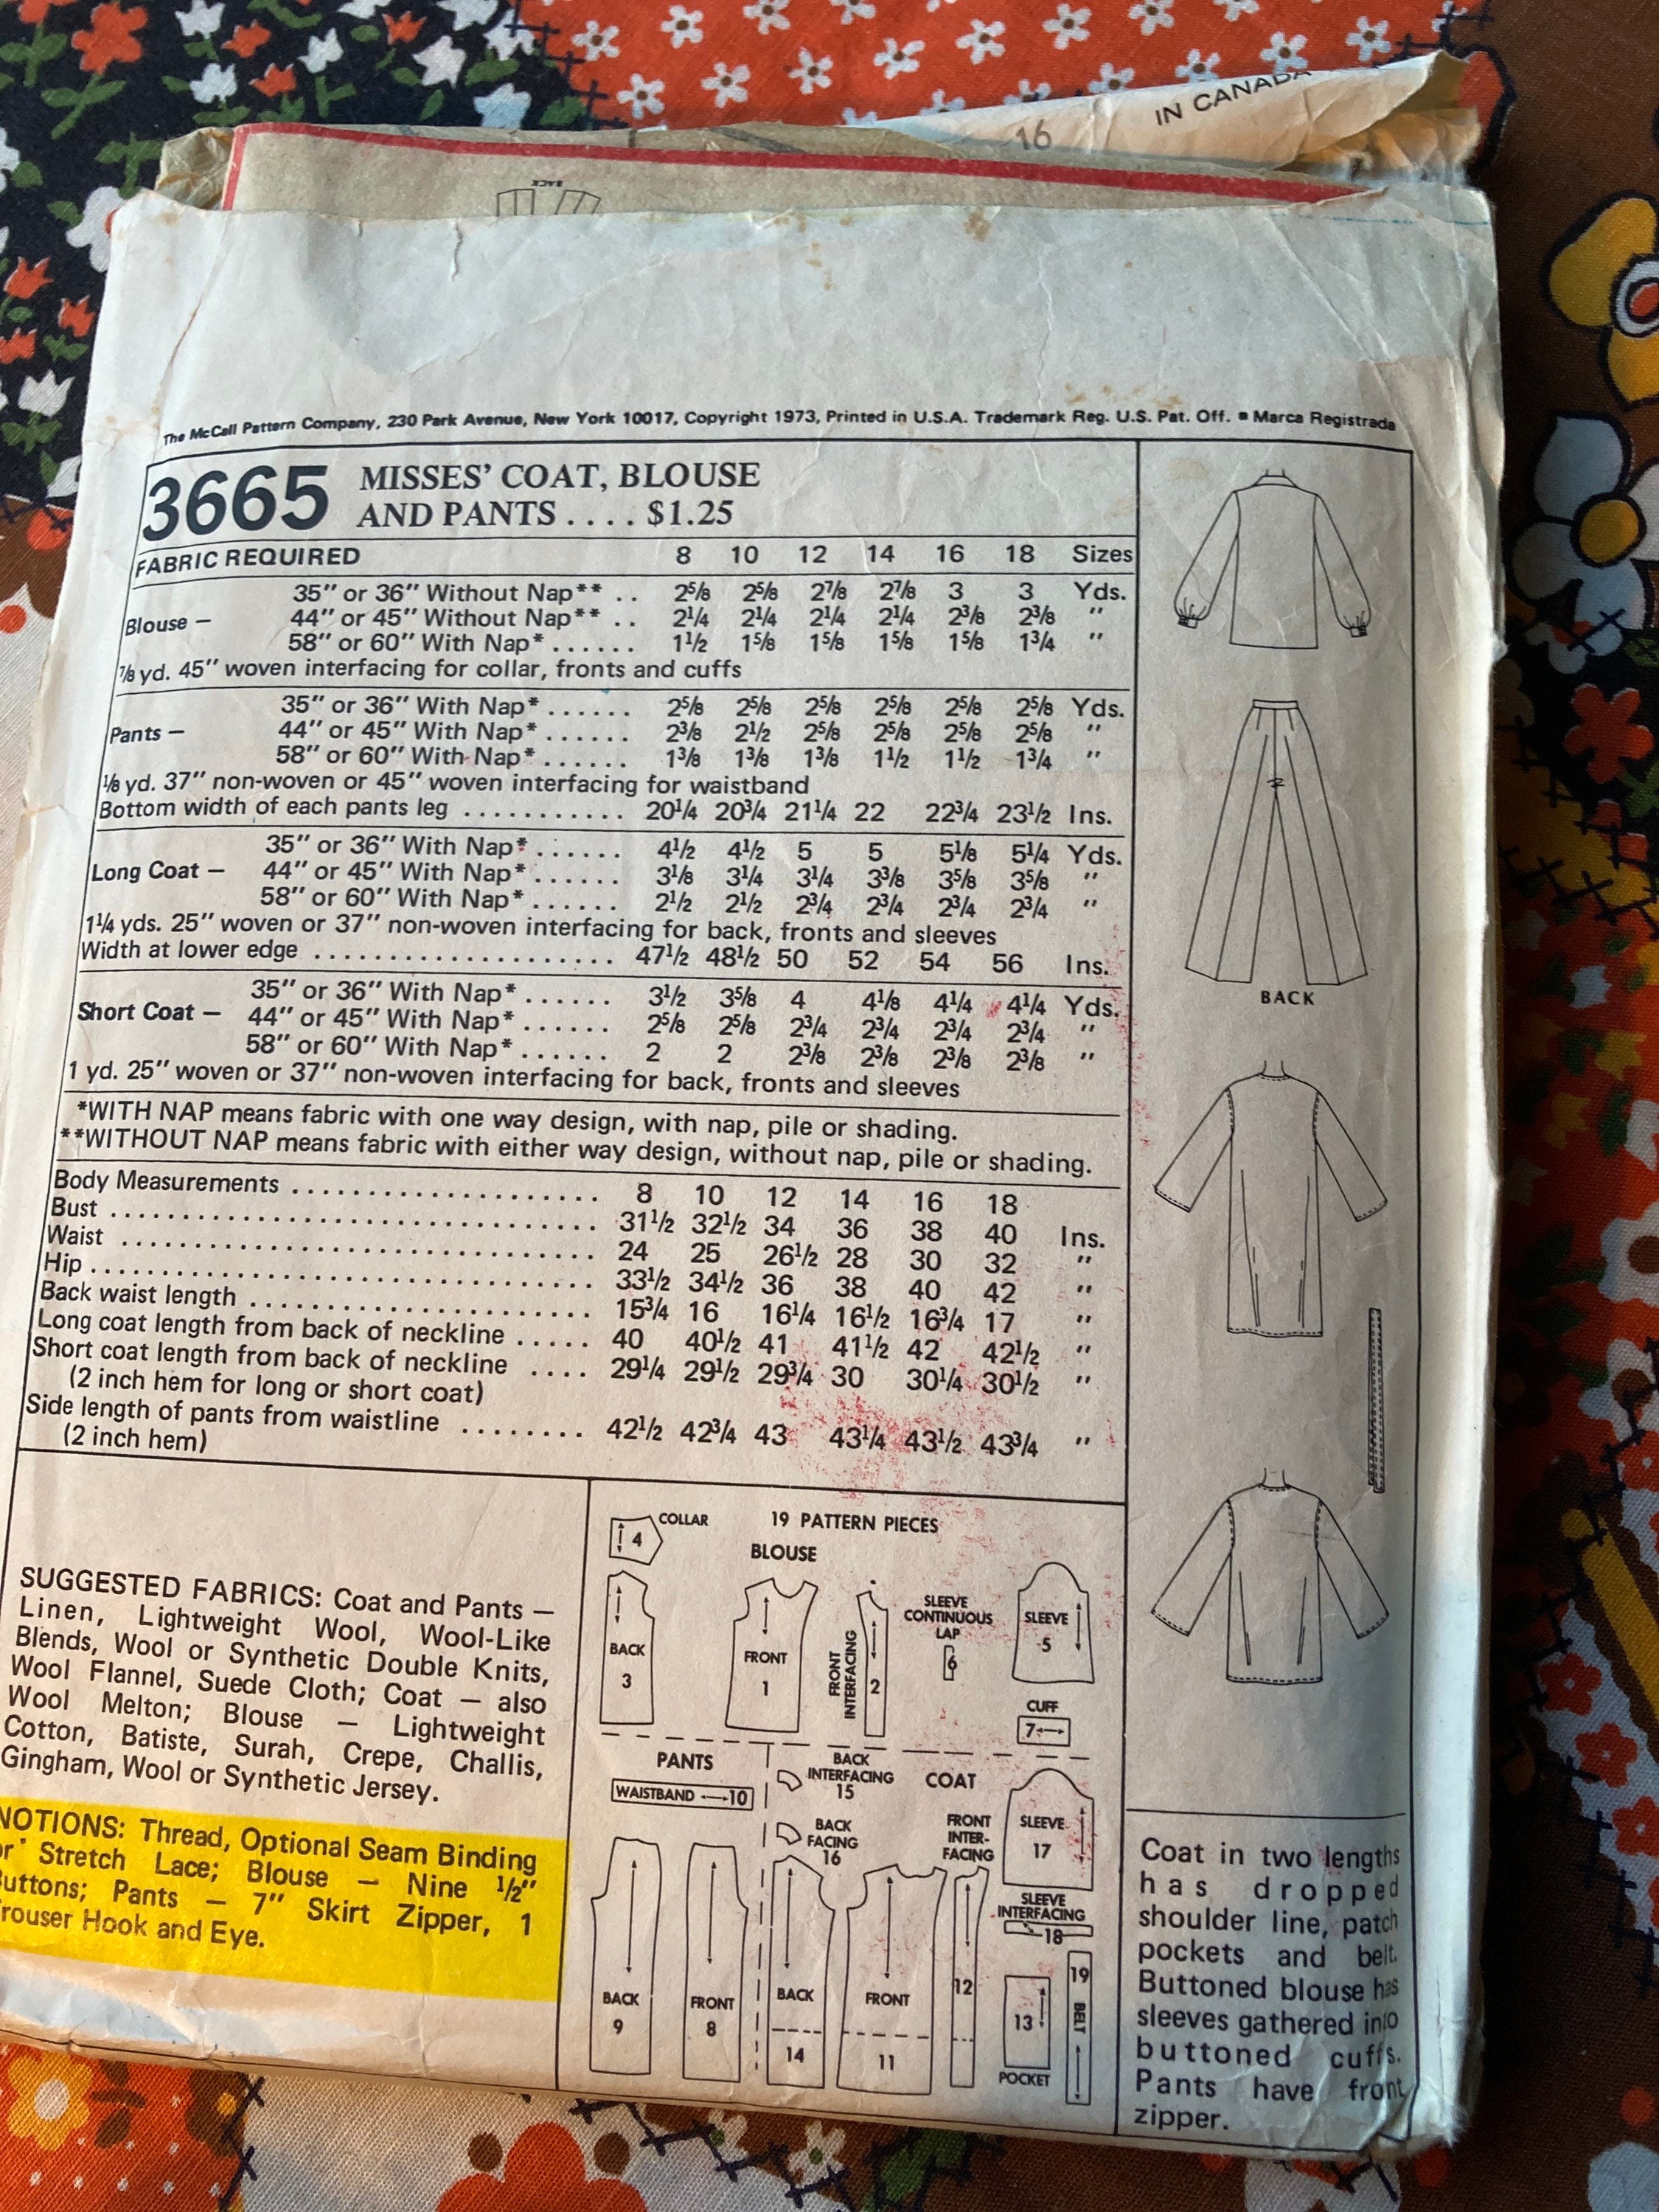 IN CANADA
16
BACK
The McCall Pattern Company, 230 Park Avenue, New York 10017, Copyright 1973, Printed in U.S.A. Trademark Reg. U.S. Pat. Off. ▪ Marca Registrada
3665 MISSES' COAT, BLOUSE
AND PANTS .... $1.25
FABRIC REQUIRED 8 10 12 14 16 18 Sizes
35" or 36" Without Nap** .. 2⅝ 2⅝ 2⅞ 2⅞ 3 3 Yds.
Blouse — 44" or 45" Without Nap** .. 2¼ 2¼ 2¼ 2¼ 2⅜ 2⅜ "
58" or 60" With Nap* ...... 1½ 1⅝ 1⅝ 1⅝ 1⅝ 1¾ "
⅞ yd. 45" woven interfacing for collar, fronts and cuffs
35" or 36" With Nap* ...... 2⅝ 2⅝ 2⅝ 2⅝ 2⅝ 2⅝ Yds.
Pants — 44" or 45" With Nap* ...... 2⅜ 2½ 2⅝ 2⅝ 2⅝ 2⅝ "
58" or 60" With Nap* ...... 1⅜ 1⅜ 1⅜ 1½ 1½ 1¾ "
⅛ yd. 37" non-woven or 45" woven interfacing for waistband
Bottom width of each pants leg ........... 20¼ 20¾ 21¼ 22 22¾ 23½ Ins.
35" or 36" With Nap* ...... 4½ 4½ 5 5 5⅛ 5¼ Yds.
Long Coat — 44" or 45" With Nap* ...... 3⅛ 3¼ 3¼ 3⅜ 3⅝ 3⅝ "
58" or 60" With Nap* ...... 2½ 2½ 2¾ 2¾ 2¾ 2¾ "
1¼ yds. 25" woven or 37" non-woven interfacing for back, fronts and sleeves
Width at lower edge ..................... 47½ 48½ 50 52 54 56 Ins.
35" or 36" With Nap* ...... 3½ 3⅝ 4 4⅛ 4¼ 4¼ Yds.
Short Coat — 44" or 45" With Nap* ...... 2⅝ 2⅝ 2¾ 2¾ 2¾ 2¾ "
58" or 60" With Nap* ...... 2 2 2⅜ 2⅜ 2⅜ 2⅜ "
1 yd. 25" woven or 37" non-woven interfacing for back, fronts and sleeves
*WITH NAP means fabric with one way design, with nap, pile or shading.
**WITHOUT NAP means fabric with either way design, without nap, pile or shading.
Body Measurements ..................... 8 10 12 14 16 18
Bust ................................. 31½ 32½ 34 36 38 40 Ins.
Waist ................................ 24 25 26½ 28 30 32 "
Hip .................................. 33½ 34½ 36 38 40 42 "
Back waist length ....................... 15¾ 16 16¼ 16½ 16¾ 17 "
Long coat length from back of neckline ..... 40 40½ 41 41½ 42 42½ "
Short coat length from back of neckline .... 29¼ 29½ 29¾ 30 30¼ 30½ "
(2 inch hem for long or short coat)
Side length of pants from waistline ........ 42½ 42¾ 43 43¼ 43½ 43¾ "
(2 inch hem)
SUGGESTED FABRICS: Coat and Pants —
Linen, Lightweight Wool, Wool-Like
Blends, Wool or Synthetic Double Knits,
Wool Flannel, Suede Cloth; Coat — also
Wool Melton; Blouse — Lightweight
Cotton, Batiste, Surah, Crepe, Challis,
Gingham, Wool or Synthetic Jersey.
NOTIONS: Thread, Optional Seam Binding
or Stretch Lace; Blouse — Nine ½"
Buttons; Pants — 7" Skirt Zipper, 1
Trouser Hook and Eye.
19 PATTERN PIECES
COLLAR
4
BLOUSE
BACK
3
FRONT
1
FRONT
INTERFACING
2
SLEEVE
CONTINUOUS
LAP
6
SLEEVE
5
CUFF
7
PANTS
WAISTBAND 10
BACK
9
FRONT
8
BACK
INTERFACING
15
COAT
BACK
FACING
16
FRONT
INTER-
FACING
12
SLEEVE
17
SLEEVE
INTERFACING
18
BACK
14
FRONT
11
13
POCKET
19
BELT
BACK
Coat in two lengths
has dropped
shoulder line, patch
pockets and belt.
Buttoned blouse has
sleeves gathered into
buttoned cuffs.
Pants have front
zipper.